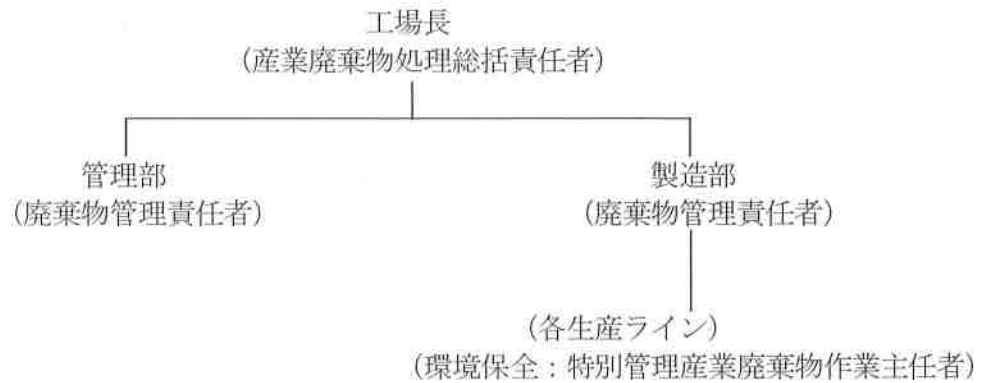 工場長
(産業廃棄物処理総括責任者)
管理部
(廃棄物管理責任者)
製造部
(廃棄物管理責任者)
(各生産ライン)
(環境保全：特別管理産業廃棄物作業主任者)